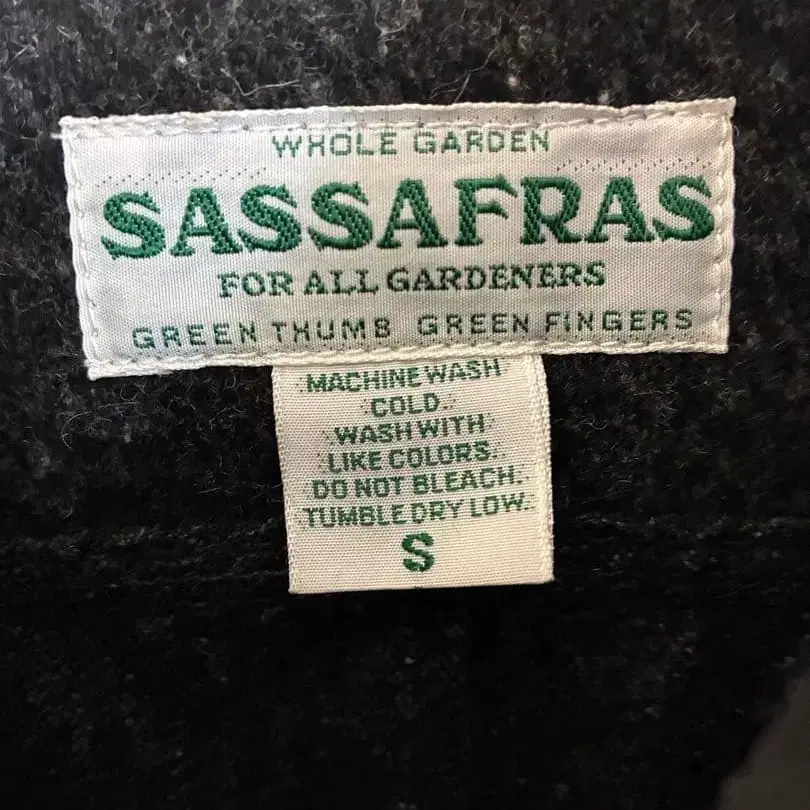 WHOLE GARDEN
SASSAFRAS
FOR ALL GARDENERS
GREEN THUMB GREEN FINGERS
MACHINE WASH
COLD.
WASH WITH
LIKE COLORS.
DO NOT BLEACH.
TUMBLE DRY LOW.
S